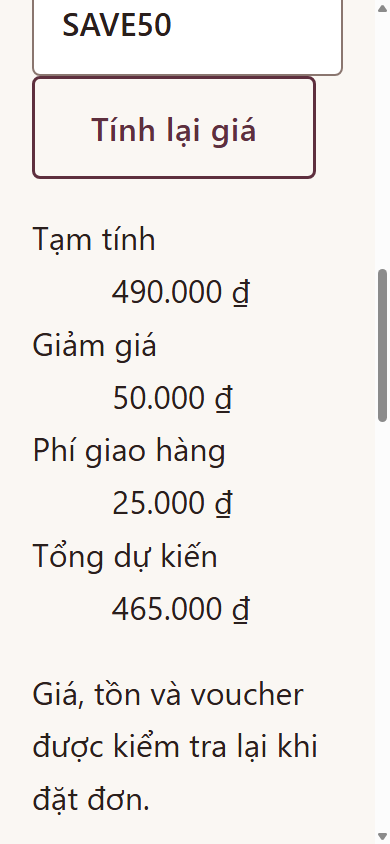 SAVE50
Tính lại giá
Tạm tính
490.000 ₫
Giảm giá
50.000 ₫
Phí giao hàng
25.000 ₫
Tổng dự kiến
465.000 ₫
Giá, tồn và voucher
được kiểm tra lại khi
đặt đơn.